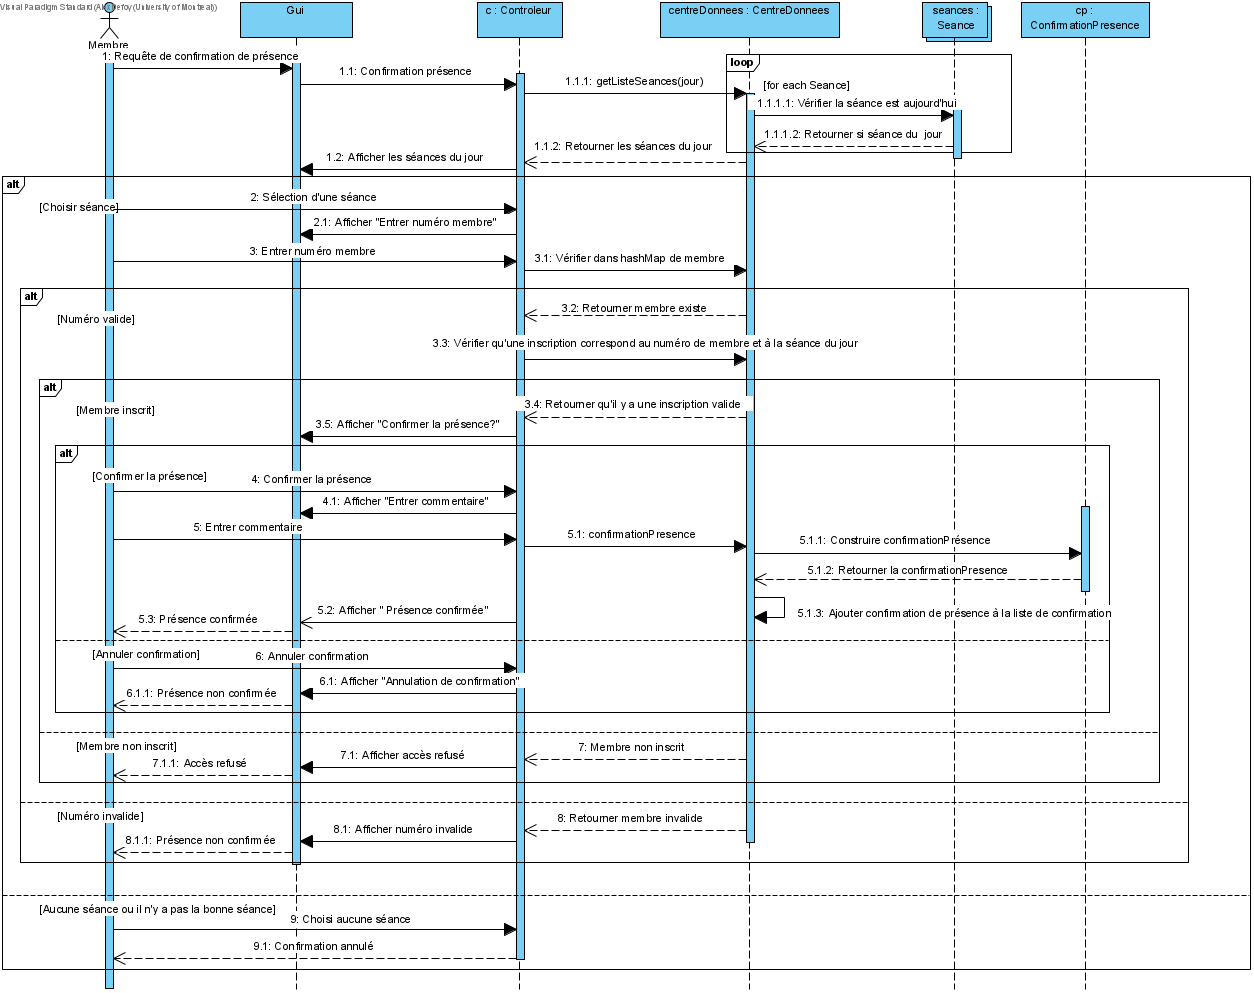 Visual Paradigm Standard (
(University of Montreal))
Membre
Gui
c : Controleur
centreDonnees : CentreDonnees
seances :
Seance
cp :
ConfirmationPresence
1: Requête de confirmation de présence
1.1: Confirmation présence
loop
1.1.1: getListeSeances(jour)
[for each Seance]
1.1.1.1: Vérifier la séance est aujourd'hui
1.1.1.2: Retourner si séance du jour
1.1.2: Retourner les séances du jour
1.2: Afficher les séances du jour
alt
[Choisir séance]
2: Sélection d'une séance
2.1: Afficher "Entrer numéro membre"
3: Entrer numéro membre
3.1: Vérifier dans hashMap de membre
alt
[Numéro valide]
3.2: Retourner membre existe
3.3: Vérifier qu'une inscription correspond au numéro de membre et à la séance du jour
alt
[Membre inscrit]
3.4: Retourner qu'il y a une inscription valide
3.5: Afficher "Confirmer la présence?"
alt
[Confirmer la présence]
4: Confirmer la présence
4.1: Afficher "Entrer commentaire"
5: Entrer commentaire
5.1: confirmationPresence
5.1.1: Construire confirmationPrésence
5.1.2: Retourner la confirmationPresence
5.1.3: Ajouter confirmation de présence à la liste de confirmation
5.2: Afficher " Présence confirmée"
5.3: Présence confirmée
[Annuler confirmation]
6: Annuler confirmation
6.1: Afficher "Annulation de confirmation"
6.1.1: Présence non confirmée
[Membre non inscrit]
7: Membre non inscrit
7.1: Afficher accès refusé
7.1.1: Accès refusé
[Numéro invalide]
8: Retourner membre invalide
8.1: Afficher numéro invalide
8.1.1: Présence non confirmée
[Aucune séance ou il n'y a pas la bonne séance]
9: Choisi aucune séance
9.1: Confirmation annulé